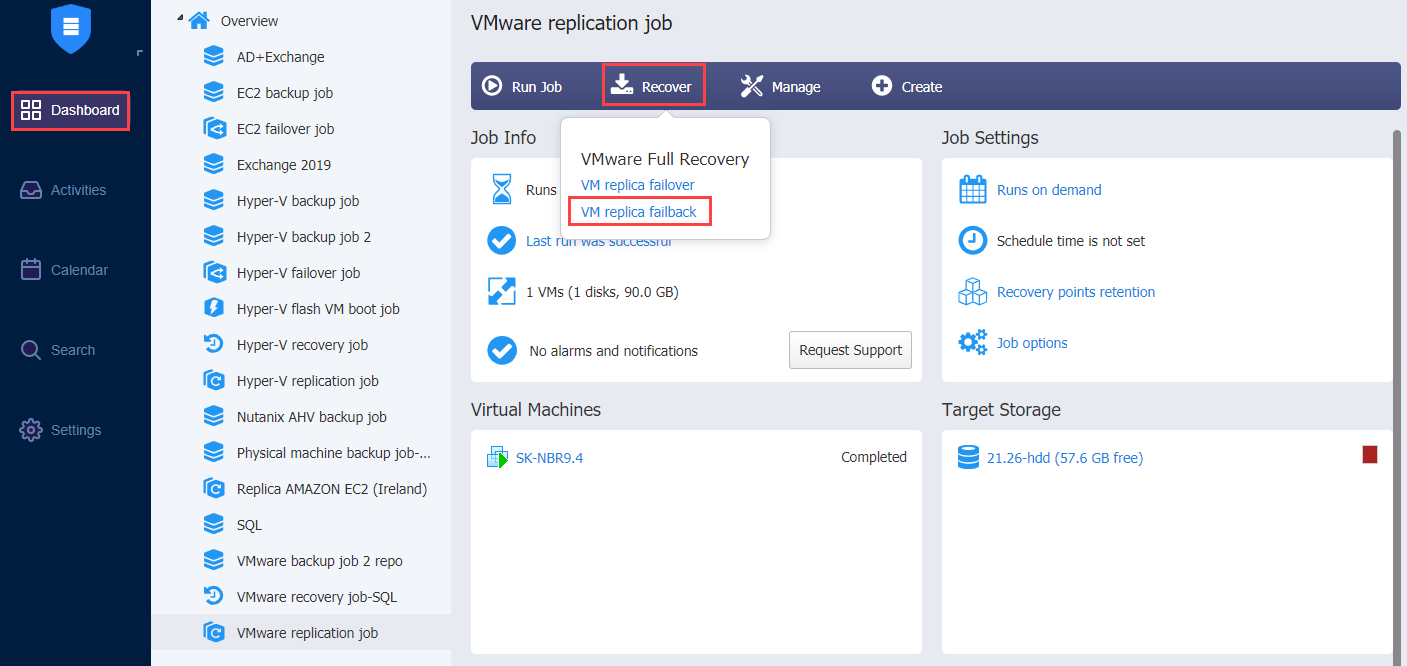 Dashboard
Activities
Calendar
Search
Settings
Overview
AD+Exchange
EC2 backup job
EC2 failover job
Exchange 2019
Hyper-V backup job
Hyper-V backup job 2
Hyper-V failover job
Hyper-V flash VM boot job
Hyper-V recovery job
Hyper-V replication job
Nutanix AHV backup job
Physical machine backup job-...
Replica AMAZON EC2 (Ireland)
SQL
VMware backup job 2 repo
VMware recovery job-SQL
VMware replication job
VMware replication job
Run Job
Recover
Manage
Create
Job Info
VMware Full Recovery
VM replica failover
VM replica failback
Runs
Last run was successful
1 VMs (1 disks, 90.0 GB)
No alarms and notifications
Request Support
Job Settings
Runs on demand
Schedule time is not set
Recovery points retention
Job options
Virtual Machines
SK-NBR9.4
Completed
Target Storage
21.26-hdd (57.6 GB free)